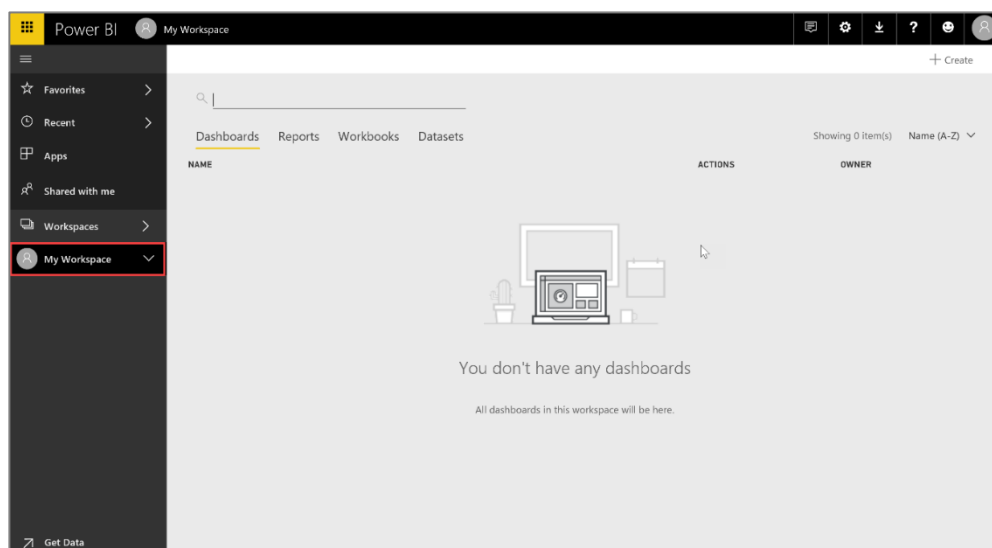 Power BI My Workspace
+ Create
Favorites
Recent
Apps
Shared with me
Workspaces
My Workspace
Get Data
Dashboards Reports Workbooks Datasets
Showing 0 item(s) Name (A-Z)
NAME ACTIONS OWNER
You don't have any dashboards
All dashboards in this workspace will be here.